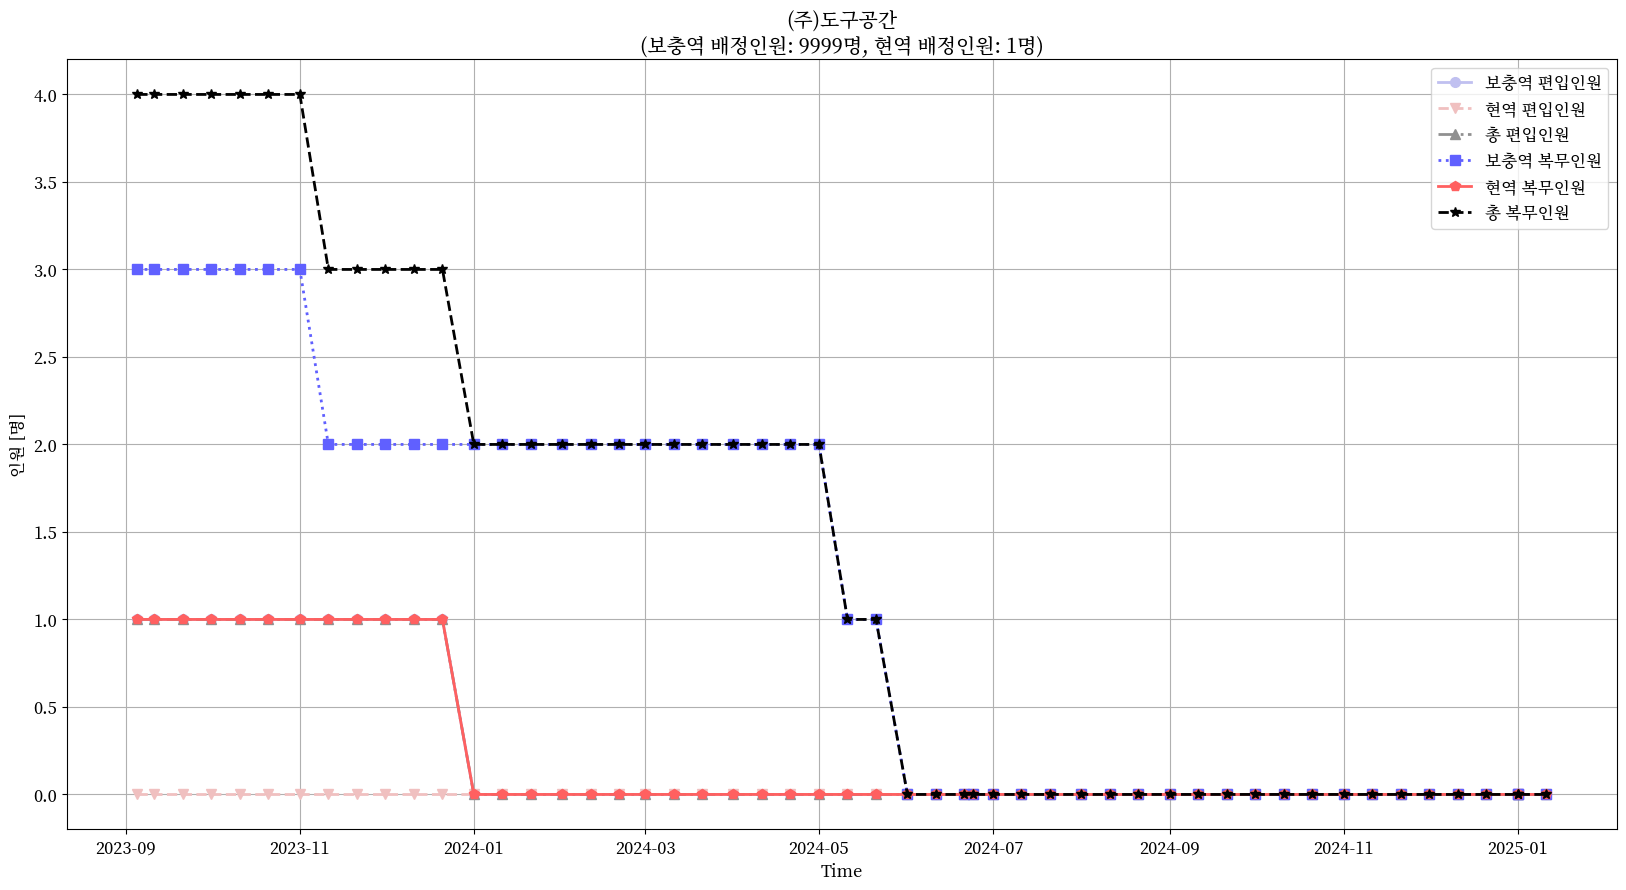 (주)도구공간
(보충역 배정인원: 9999명, 현역 배정인원: 1명)
보충역 편입인원
현역 편입인원
총 편입인원
보충역 복무인원
현역 복무인원
총 복무인원
인원 [명]
4.0
3.5
3.0
2.5
2.0
1.5
1.0
0.5
0.0
2023-09 2023-11 2024-01 2024-03 2024-05 2024-07 2024-09 2024-11 2025-01
Time